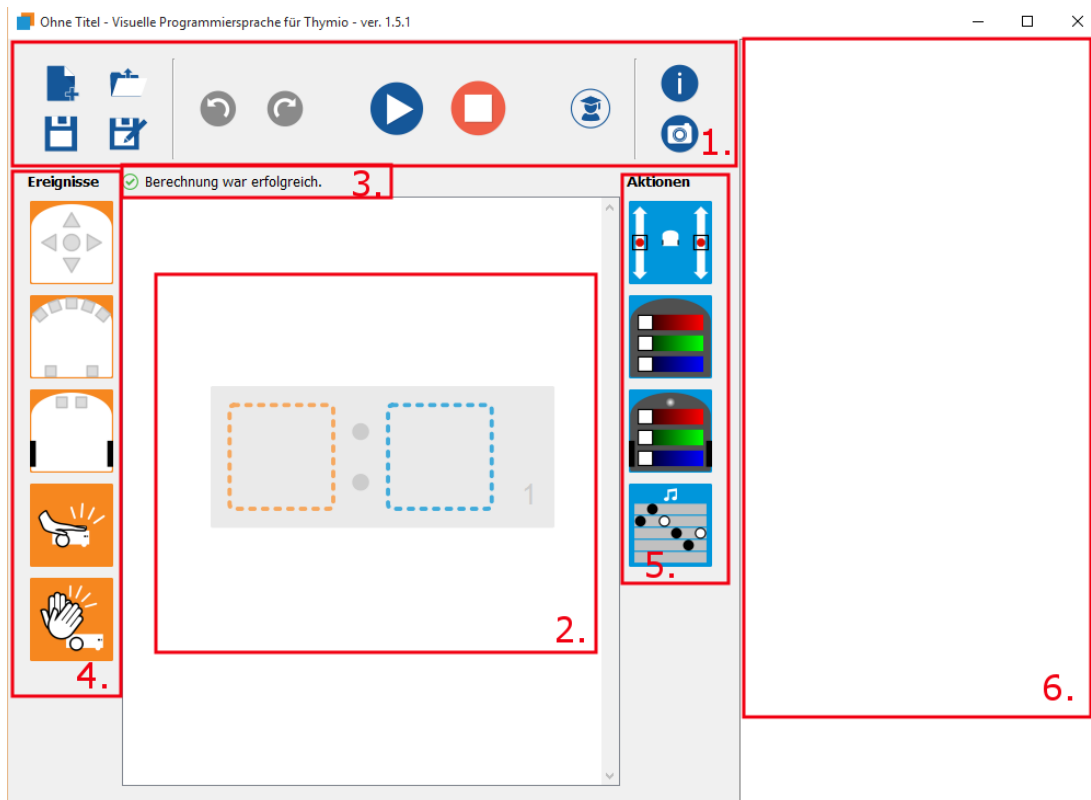 Ohne Titel - Visuelle Programmiersprache für Thymio - ver. 1.5.1
1.
Ereignisse
Berechnung war erfolgreich.
3.
Aktionen
1
2.
4.
5.
6.